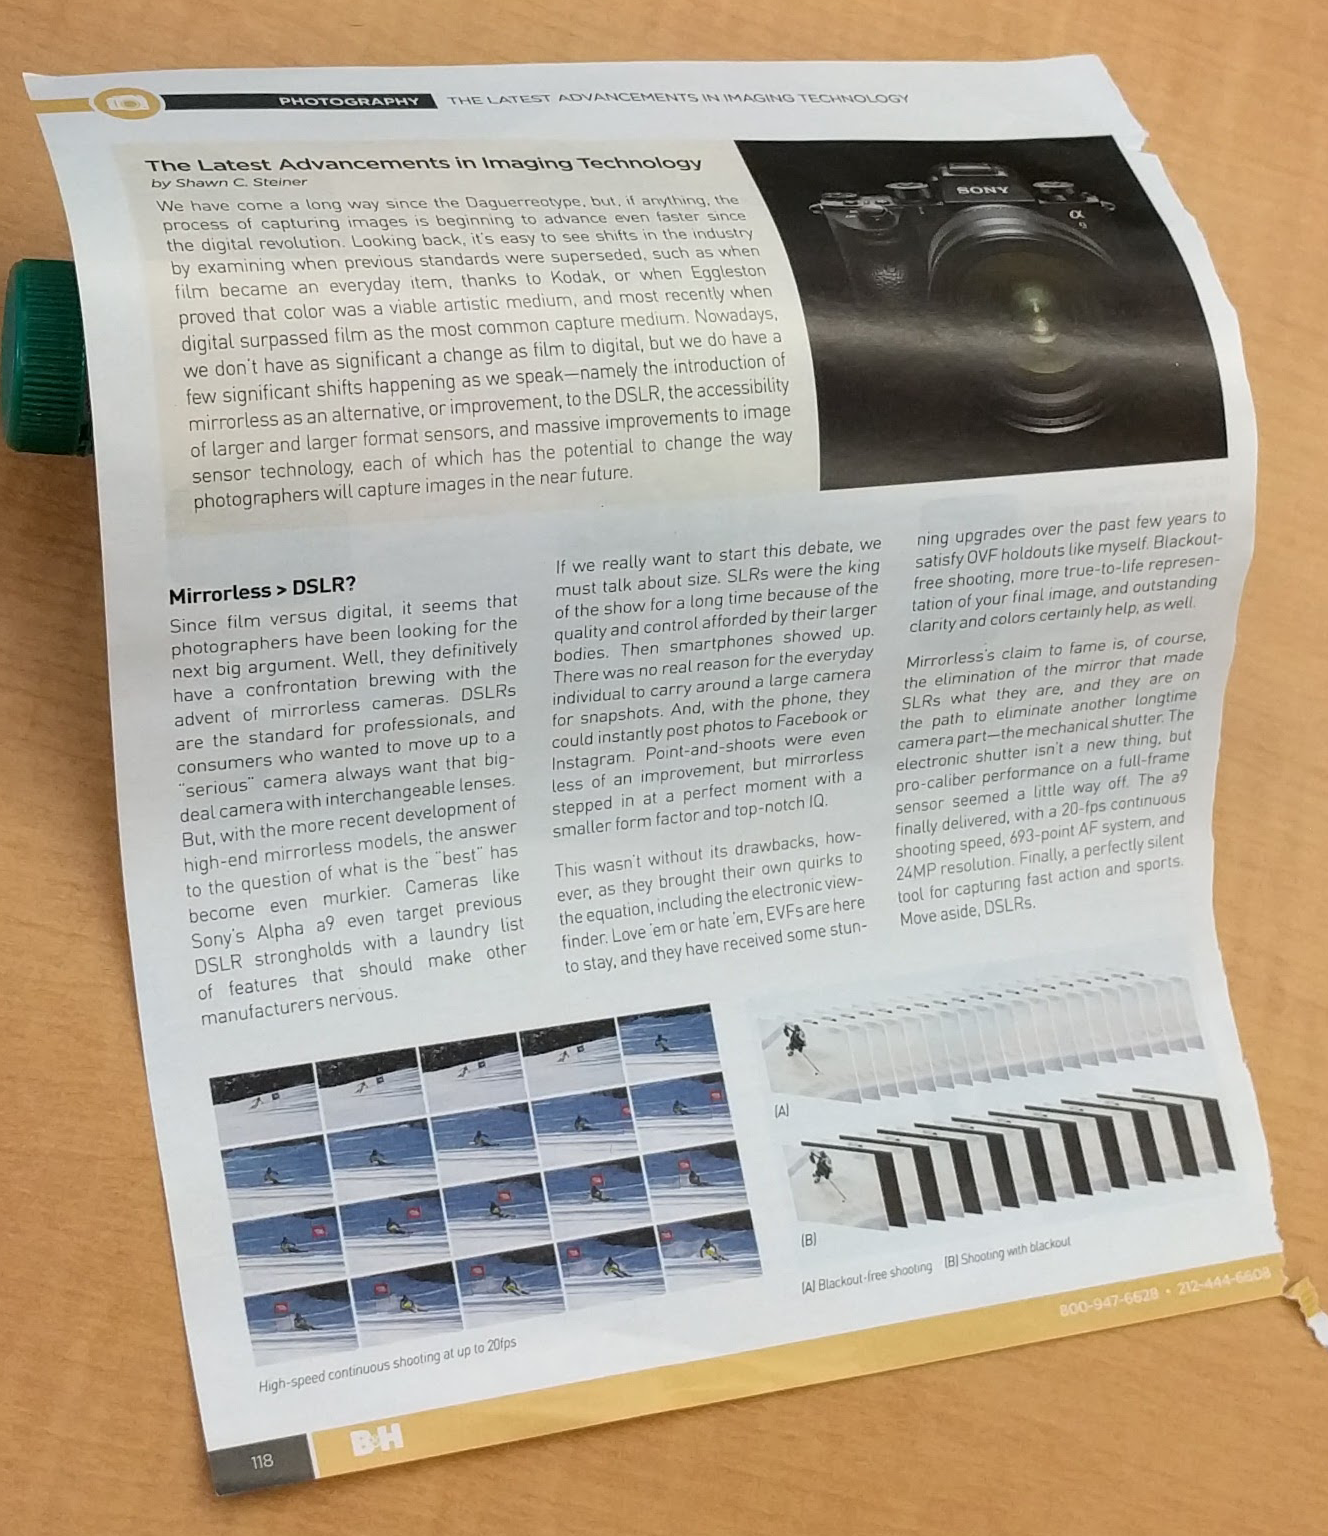 PHOTOGRAPHY THE LATEST ADVANCEMENTS IN IMAGING TECHNOLOGY
The Latest Advancements in Imaging Technology
by Shawn C. Steiner
We have come a long way since the Daguerreotype, but, if anything, the
process of capturing images is beginning to advance even faster since
the digital revolution. Looking back, it's easy to see shifts in the industry
by examining when previous standards were superseded, such as when
film became an everyday item, thanks to Kodak, or when Eggleston
proved that color was a viable artistic medium, and most recently when
digital surpassed film as the most common capture medium. Nowadays,
we don't have as significant a change as film to digital, but we do have a
few significant shifts happening as we speak—namely the introduction of
mirrorless as an alternative, or improvement, to the DSLR, the accessibility
of larger and larger format sensors, and massive improvements to image
sensor technology, each of which has the potential to change the way
photographers will capture images in the near future.
SONY
α
9
Mirrorless > DSLR?
Since film versus digital, it seems that
photographers have been looking for the
next big argument. Well, they definitively
have a confrontation brewing with the
advent of mirrorless cameras. DSLRs
are the standard for professionals, and
consumers who wanted to move up to a
"serious" camera always want that big-
deal camera with interchangeable lenses.
But, with the more recent development of
high-end mirrorless models, the answer
to the question of what is the "best" has
become even murkier. Cameras like
Sony's Alpha a9 even target previous
DSLR strongholds with a laundry list
of features that should make other
manufacturers nervous.
If we really want to start this debate, we
must talk about size. SLRs were the king
of the show for a long time because of the
quality and control afforded by their larger
bodies. Then smartphones showed up.
There was no real reason for the everyday
individual to carry around a large camera
for snapshots. And, with the phone, they
could instantly post photos to Facebook or
Instagram. Point-and-shoots were even
less of an improvement, but mirrorless
stepped in at a perfect moment with a
smaller form factor and top-notch IQ.
This wasn't without its drawbacks, how-
ever, as they brought their own quirks to
the equation, including the electronic view-
finder. Love 'em or hate 'em, EVFs are here
to stay, and they have received some stun-
ning upgrades over the past few years to
satisfy OVF holdouts like myself. Blackout-
free shooting, more true-to-life represen-
tation of your final image, and outstanding
clarity and colors certainly help, as well.
Mirrorless's claim to fame is, of course,
the elimination of the mirror that made
SLRs what they are, and they are on
the path to eliminate another longtime
camera part—the mechanical shutter. The
electronic shutter isn't a new thing, but
pro-caliber performance on a full-frame
sensor seemed a little way off. The a9
finally delivered, with a 20-fps continuous
shooting speed, 693-point AF system, and
24MP resolution. Finally, a perfectly silent
tool for capturing fast action and sports.
Move aside, DSLRs.
High-speed continuous shooting at up to 20fps
(A)
(B)
(A) Blackout-free shooting (B) Shooting with blackout
800-947-6628 • 212-444-6608
118
B&H